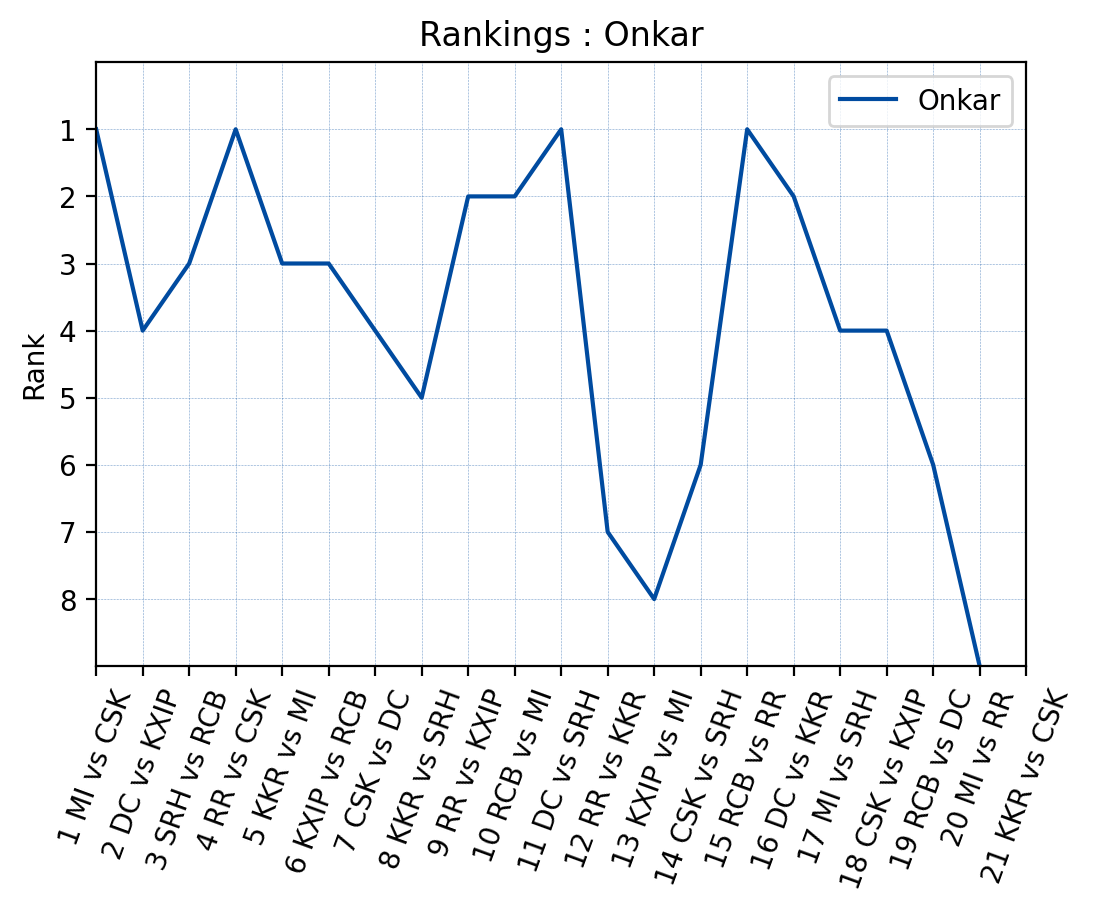 Rankings : Onkar
Onkar
Rank
1
2
3
4
5
6
7
8
1 MI vs CSK
2 DC vs KXIP
3 SRH vs RCB
4 RR vs CSK
5 KKR vs MI
6 KXIP vs RCB
7 CSK vs DC
8 KKR vs SRH
9 RR vs KXIP
10 RCB vs MI
11 DC vs SRH
12 RR vs KKR
13 KXIP vs MI
14 CSK vs SRH
15 RCB vs RR
16 DC vs KKR
17 MI vs SRH
18 CSK vs KXIP
19 RCB vs DC
20 MI vs RR
21 KKR vs CSK